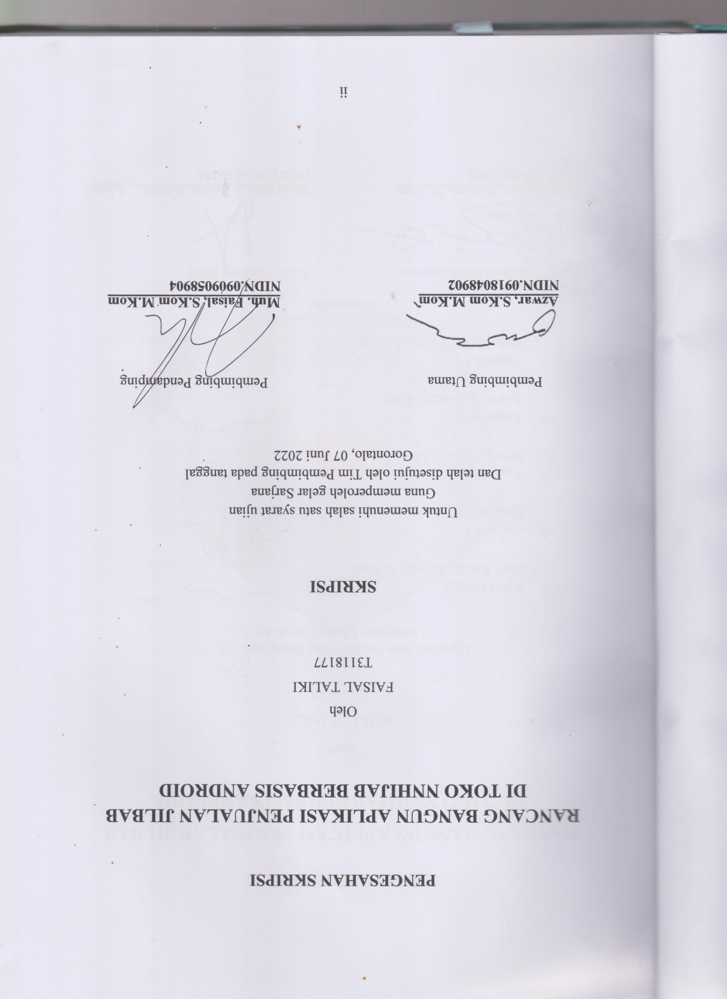 PENGESAHAN SKRIPSI
RANCANG BANGUN APLIKASI PENJUALAN JILBAB
DI TOKO NNHIJAB BERBASIS ANDROID
Oleh
FAISAL TALIKI
T3118177
SKRIPSI
Untuk memenuhi salah satu syarat ujian
Guna memperoleh gelar Sarjana
Dan telah disetujui oleh Tim Pembimbing pada tanggal
Gorontalo, 07 Juni 2022
Pembimbing Utama
Azwar, S.Kom M.Kom
NIDN.0918048902
Pembimbing Pendamping
Muh. Faisal, S.Kom M.Kom
NIDN.0909058904
ii